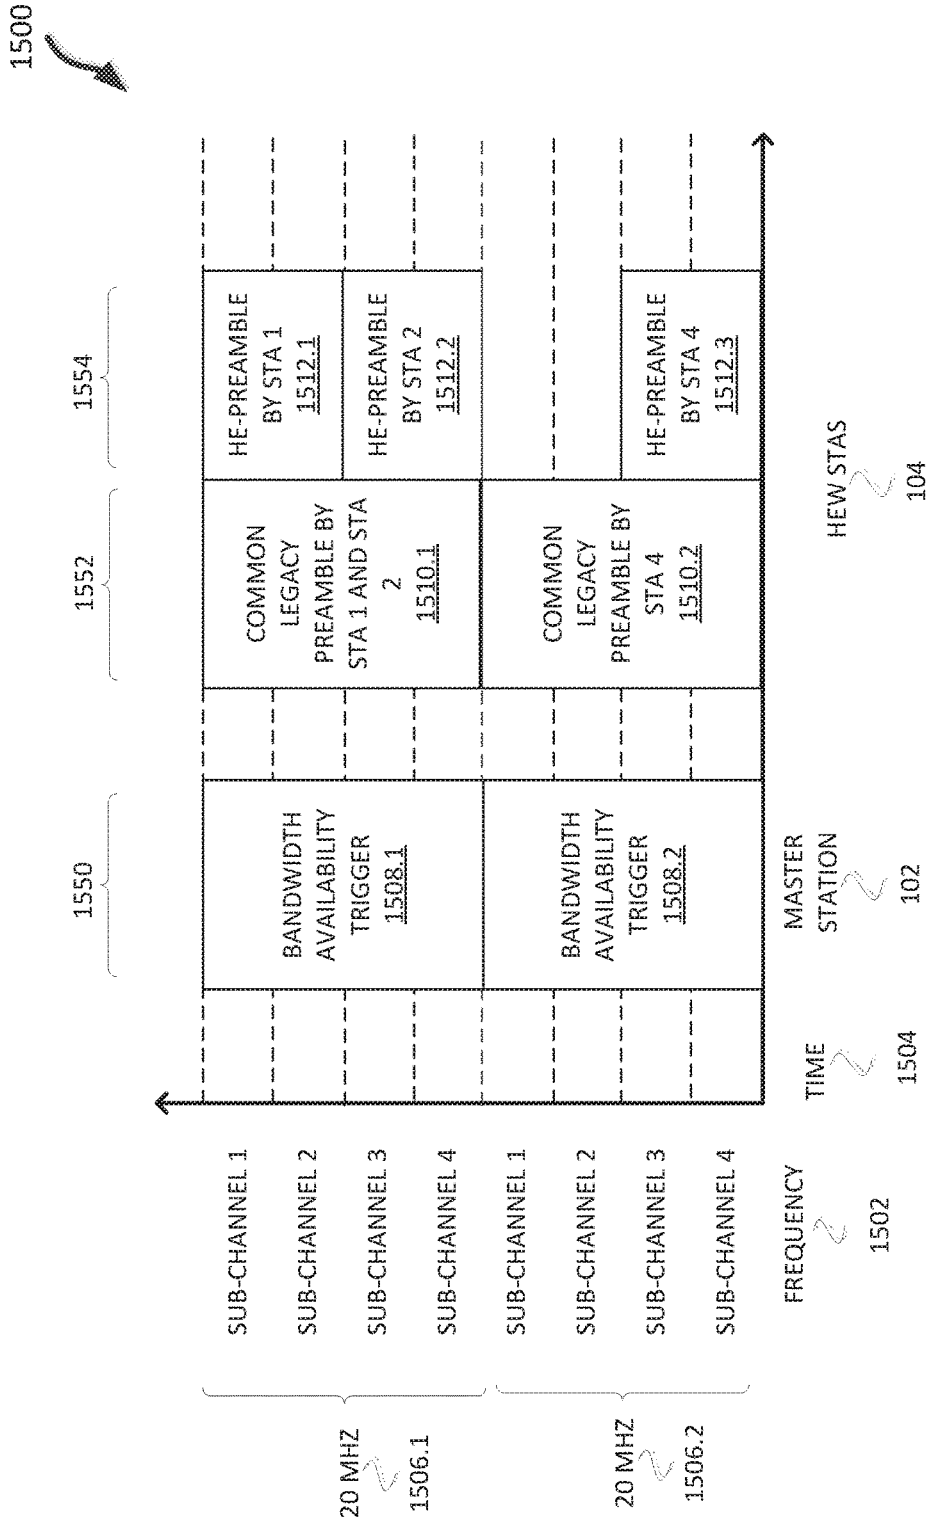 1500
1550
1552
1554
20 MHZ
1506.1
SUB-CHANNEL 1
SUB-CHANNEL 2
SUB-CHANNEL 3
SUB-CHANNEL 4
20 MHZ
1506.2
SUB-CHANNEL 1
SUB-CHANNEL 2
SUB-CHANNEL 3
SUB-CHANNEL 4
BANDWIDTH
AVAILABILITY
TRIGGER
1508.1
BANDWIDTH
AVAILABILITY
TRIGGER
1508.2
COMMON
LEGACY
PREAMBLE BY
STA 1 AND STA
2
1510.1
COMMON
LEGACY
PREAMBLE BY
STA 4
1510.2
HE-PREAMBLE
BY STA 1
1512.1
HE-PREAMBLE
BY STA 2
1512.2
HE-PREAMBLE
BY STA 4
1512.3
FREQUENCY
1502
TIME
1504
MASTER
STATION
102
HEW STAS
104